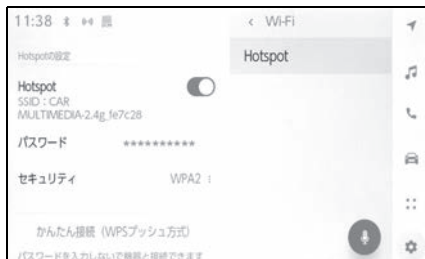 11:38
Wi-Fi
Hotspotの設定
Hotspot
Hotspot
SSID : CAR
MULTIMEDIA-2.4g_fe7c28
パスワード
**********
セキュリティ
WPA2
かんたん接続（WPSプッシュ方式）
パスワードを入力しないで機器と接続できます